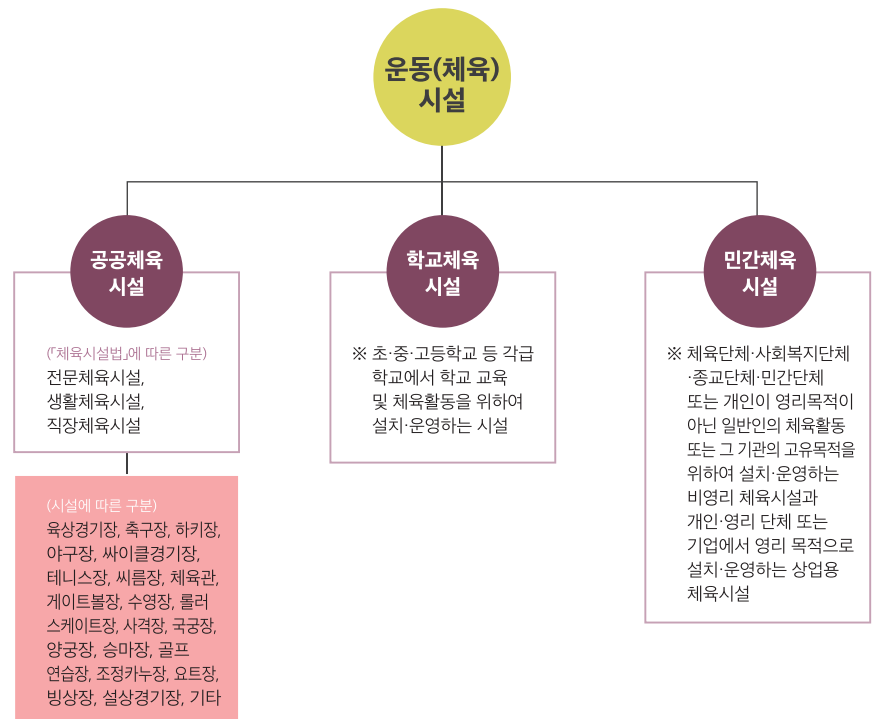 운동(체육)
시설
공공체육
시설
(『체육시설법』에 따른 구분)
전문체육시설,
생활체육시설,
직장체육시설
(시설에 따른 구분)
육상경기장, 축구장, 하키장,
야구장, 싸이클경기장,
테니스장, 씨름장, 체육관,
게이트볼장, 수영장, 롤러
스케이트장, 사격장, 국궁장,
양궁장, 승마장, 골프
연습장, 조정카누장, 요트장,
빙상장, 설상경기장, 기타
학교체육
시설
※ 초·중·고등학교 등 각급
학교에서 학교 교육
및 체육활동을 위하여
설치·운영하는 시설
민간체육
시설
※ 체육단체·사회복지단체
·종교단체·민간단체
또는 개인이 영리목적이
아닌 일반인의 체육활동
또는 그 기관의 고유목적을
위하여 설치·운영하는
비영리 체육시설과
개인·영리 단체 또는
기업에서 영리 목적으로
설치·운영하는 상업용
체육시설